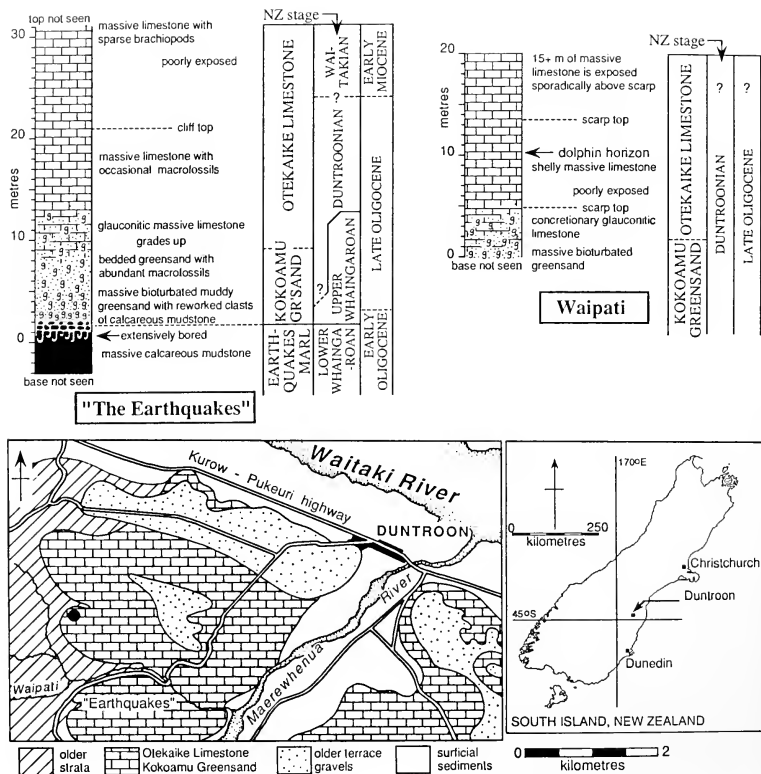 top not seen
30
20
10
0
metres
base not seen
massive limestone with
sparse brachiopods
poorly exposed
cliff top
massive limestone with
occasional macrolossils
glauconitic massive limestone
grades up
bedded greensand with
abundant macrolossils
massive bioturbated muddy
greensand with reworked clasts
of calcareous mudstone
extensively bored
massive calcareous mudstone
NZ stage
OTEKAIKE LIMESTONE
KOKOAMU
GR'SAND
EARTH-
QUAKES
MARL
WAI-
TAKIAN
?
DUNTROONIAN
?
UPPER
WHAINGAROAN
LOWER
WHAINGA
-ROAN
EARLY
MIOCENE
LATE OLIGOCENE
EARLY
OLIGOCENE
"The Earthquakes"
20
10
0
metres
base not seen
15+ m of massive
limestone is exposed
sporadically above scarp
scarp top
dolphin horizon
shelly massive limestone
poorly exposed
scarp top
concretionary glauconitic
limestone
massive bioturbated
greensand
NZ stage
OTEKAIKE LIMESTONE
KOKOAMU
GREENSAND
?
DUNTROONIAN
?
LATE OLIGOCENE
Waipati
Waitaki River
Kurow - Pukeuri highway
DUNTROON
Maerewhenua River
Waipati
"Earthquakes"
170ºE
0 250
kilometres
Christchurch
Duntroon
45ºS
Dunedin
SOUTH ISLAND, NEW ZEALAND
older
strata
Otekaike Limestone
Kokoamu Greensand
older terrace
gravels
surficial
sediments
0 2
kilometres